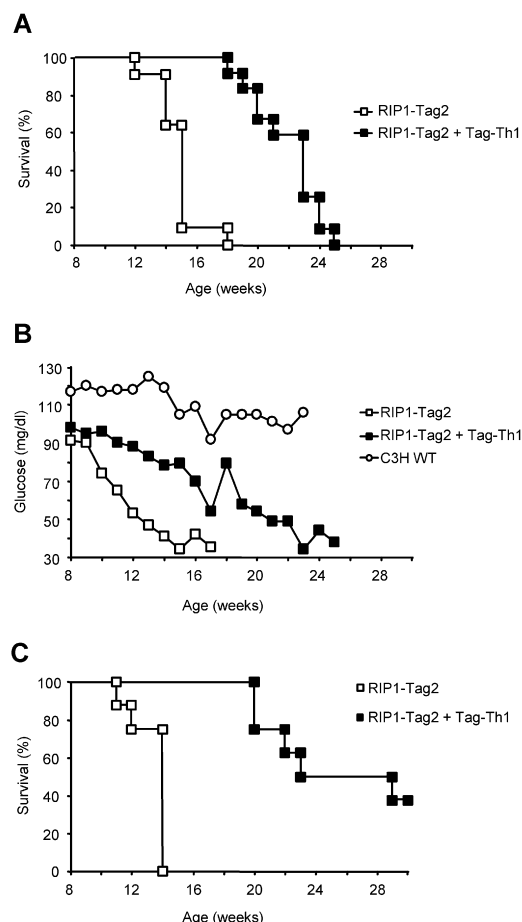 A
100
80
60
40
20
0
Survival (%)
8 12 16 20 24 28
Age (weeks)
RIP1-Tag2
RIP1-Tag2 + Tag-Th1
B
130
110
90
70
50
30
Glucose (mg/dl)
8 12 16 20 24 28
Age (weeks)
RIP1-Tag2
RIP1-Tag2 + Tag-Th1
C3H WT
C
100
80
60
40
20
0
Survival (%)
8 12 16 20 24 28
Age (weeks)
RIP1-Tag2
RIP1-Tag2 + Tag-Th1